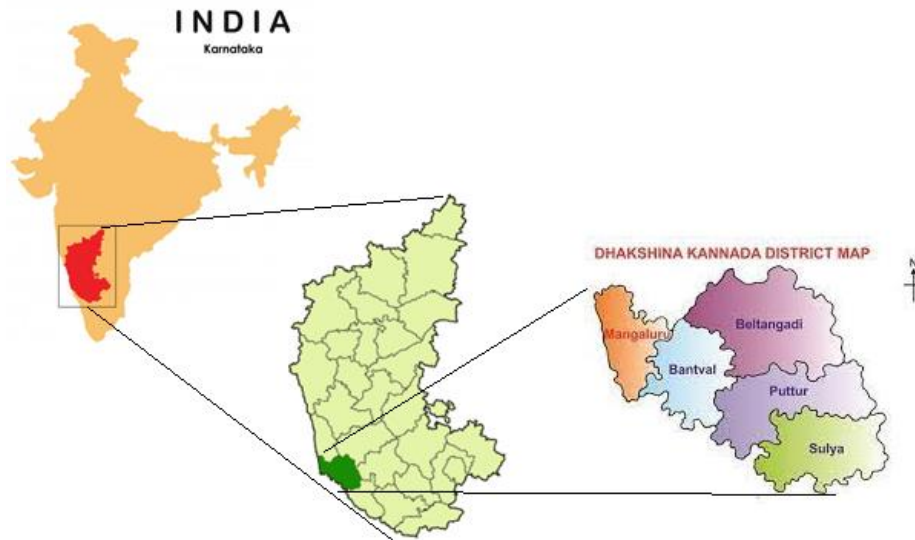 INDIA
Karnataka
DHAKSHINA KANNADA DISTRICT MAP
N
Mangaluru
Beltangadi
Bantval
Puttur
Sulya